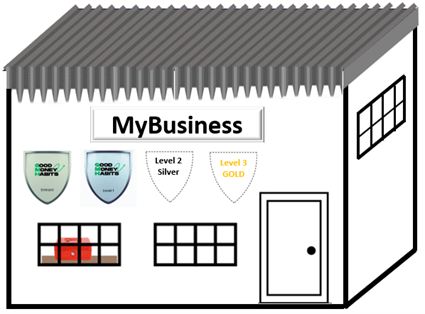 MyBusiness
GOOD
MONEY
HABITS
GOOD
MONEY
HABITS
Level 1
Level 2
Silver
Level 3
GOLD